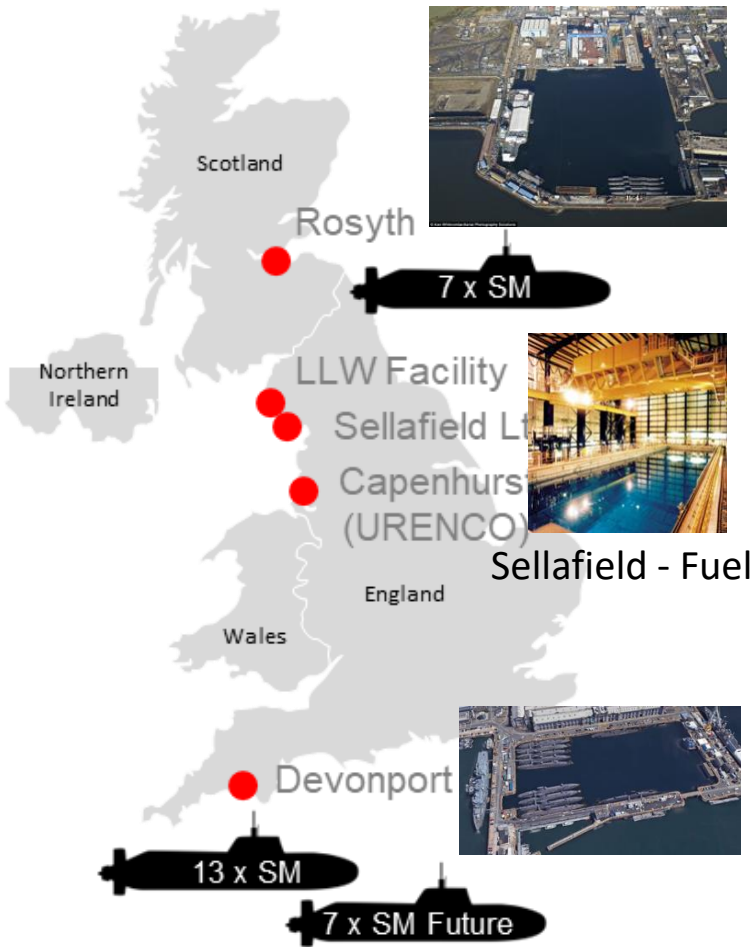 Scotland
Rosyth
7 x SM
Northern
Ireland
LLW Facility
Sellafield Lt
Capenhurst
(URENCO)
Sellafield - Fuel
England
Wales
Devonport
13 x SM
7 x SM Future